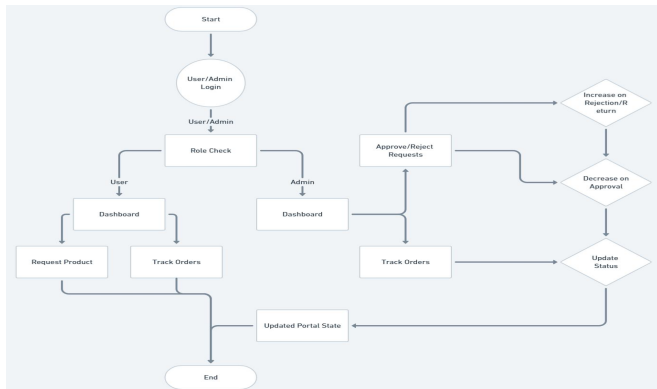 Start
User/Admin
Login
User/Admin
Role Check
User
Admin
Dashboard
Dashboard
Request Product
Track Orders
Approve/Reject
Requests
Track Orders
Increase on
Rejection/R
eturn
Decrease on
Approval
Update
Status
Updated Portal State
End